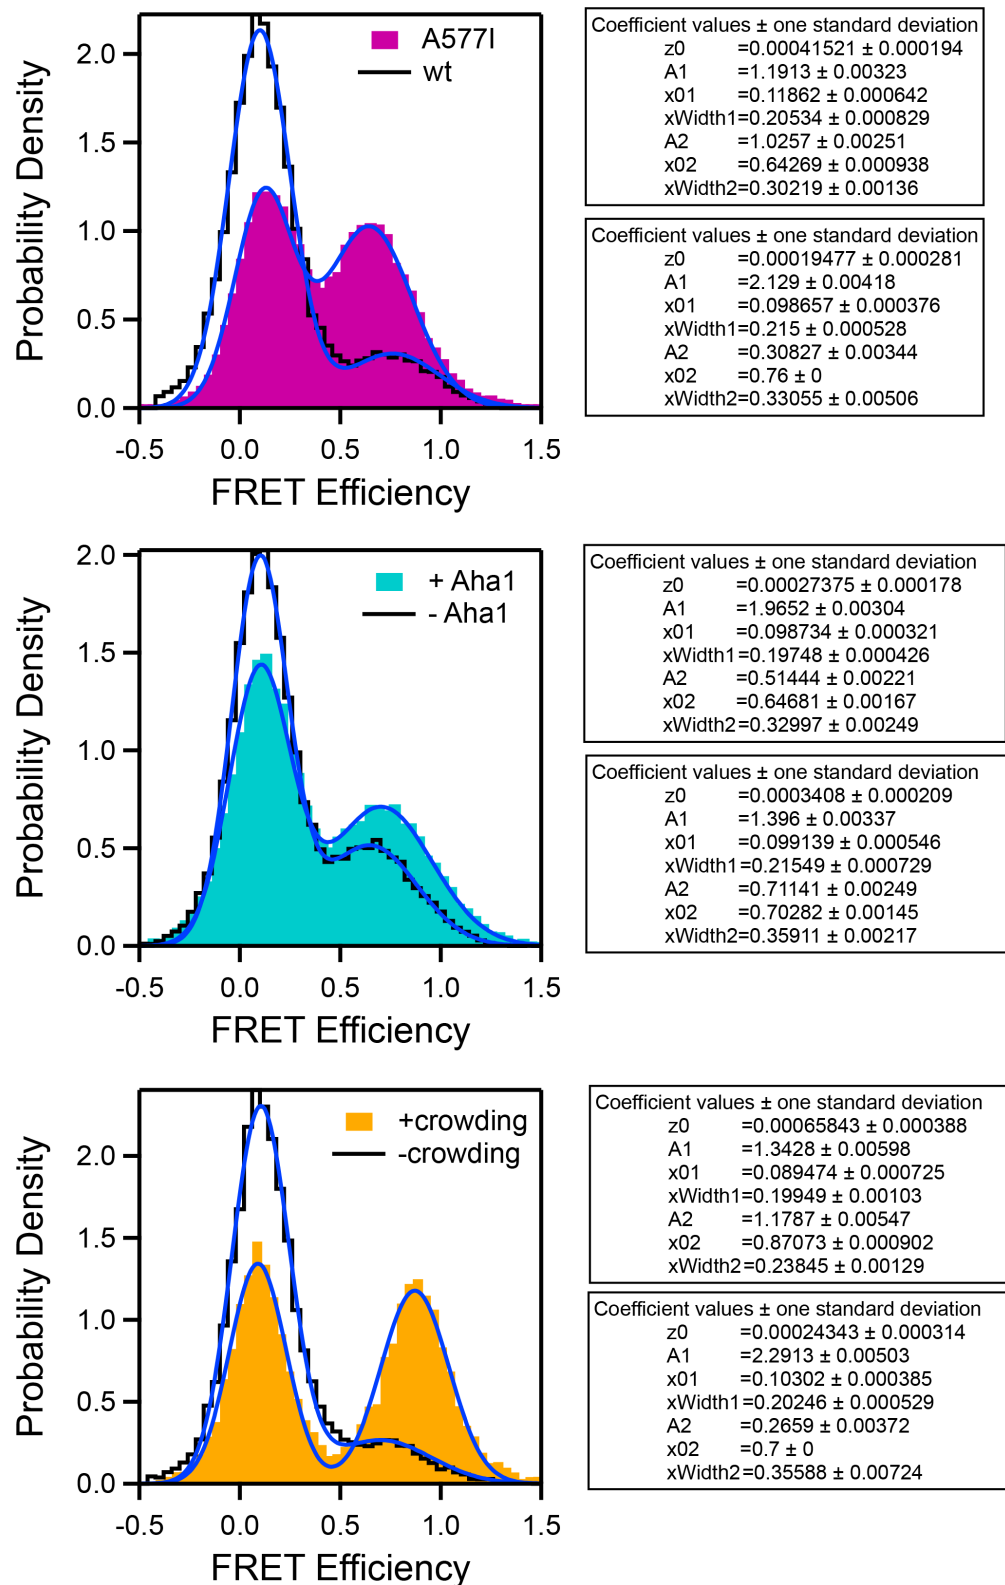 Probability Density
2.0
1.5
1.0
0.5
0.0
A577I
wt
-0.5 0.0 0.5 1.0 1.5
FRET Efficiency
Coefficient values ± one standard deviation
z0 =0.00041521 ± 0.000194
A1 =1.1913 ± 0.00323
x01 =0.11862 ± 0.000642
xWidth1=0.20534 ± 0.000829
A2 =1.0257 ± 0.00251
x02 =0.64269 ± 0.000938
xWidth2=0.30219 ± 0.00136
Coefficient values ± one standard deviation
z0 =0.00019477 ± 0.000281
A1 =2.129 ± 0.00418
x01 =0.098657 ± 0.000376
xWidth1=0.215 ± 0.000528
A2 =0.30827 ± 0.00344
x02 =0.76 ± 0
xWidth2=0.33055 ± 0.00506
Probability Density
2.0
1.5
1.0
0.5
0.0
+ Aha1
- Aha1
-0.5 0.0 0.5 1.0 1.5
FRET Efficiency
Coefficient values ± one standard deviation
z0 =0.00027375 ± 0.000178
A1 =1.9652 ± 0.00304
x01 =0.098734 ± 0.000321
xWidth1=0.19748 ± 0.000426
A2 =0.51444 ± 0.00221
x02 =0.64681 ± 0.00167
xWidth2=0.32997 ± 0.00249
Coefficient values ± one standard deviation
z0 =0.0003408 ± 0.000209
A1 =1.396 ± 0.00337
x01 =0.099139 ± 0.000546
xWidth1=0.21549 ± 0.000729
A2 =0.71141 ± 0.00249
x02 =0.70282 ± 0.00145
xWidth2=0.35911 ± 0.00217
Probability Density
2.0
1.5
1.0
0.5
0.0
+crowding
-crowding
-0.5 0.0 0.5 1.0 1.5
FRET Efficiency
Coefficient values ± one standard deviation
z0 =0.00065843 ± 0.000388
A1 =1.3428 ± 0.00598
x01 =0.089474 ± 0.000725
xWidth1=0.19949 ± 0.00103
A2 =1.1787 ± 0.00547
x02 =0.87073 ± 0.000902
xWidth2=0.23845 ± 0.00129
Coefficient values ± one standard deviation
z0 =0.00024343 ± 0.000314
A1 =2.2913 ± 0.00503
x01 =0.10302 ± 0.000385
xWidth1=0.20246 ± 0.000529
A2 =0.2659 ± 0.00372
x02 =0.7 ± 0
xWidth2=0.35588 ± 0.00724